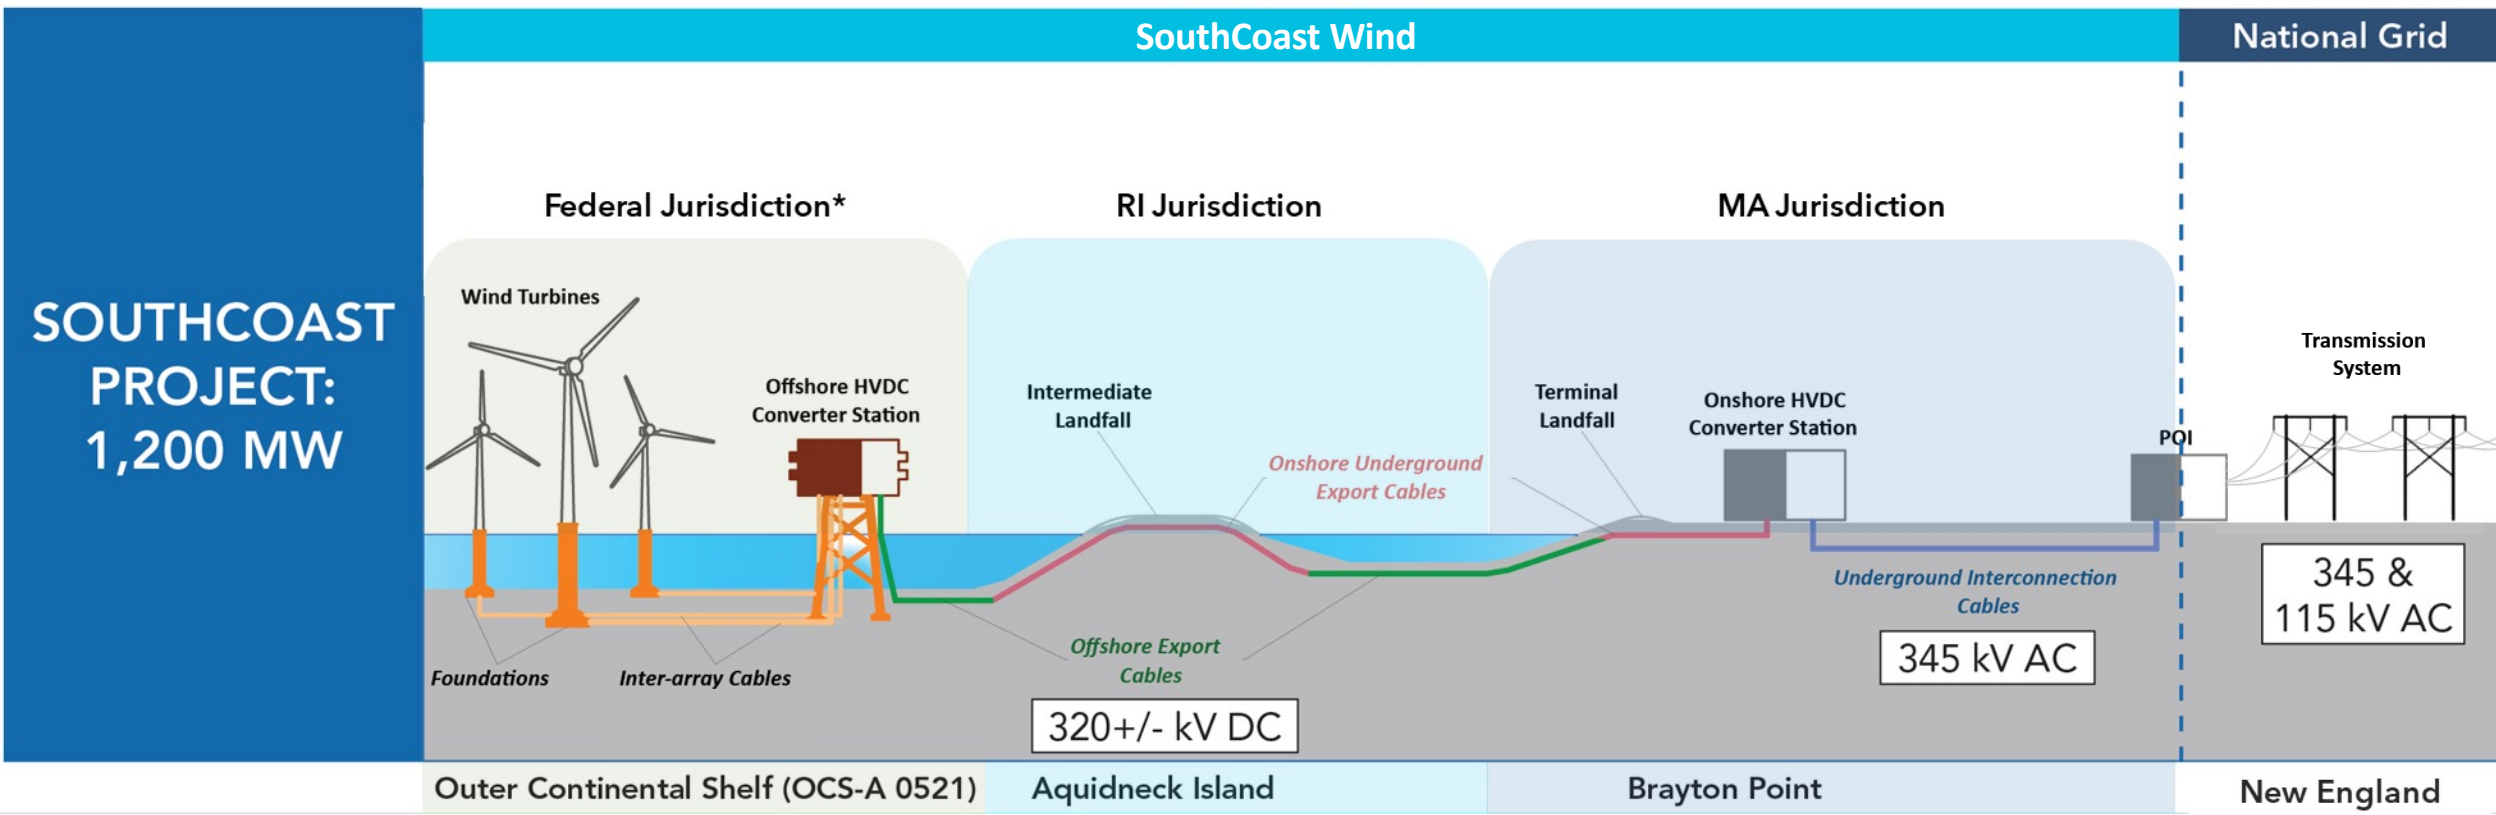 SouthCoast Wind
National Grid
SOUTHCOAST
PROJECT:
1,200 MW
Federal Jurisdiction*
RI Jurisdiction
MA Jurisdiction
Wind Turbines
Offshore HVDC
Converter Station
Intermediate
Landfall
Onshore Underground
Export Cables
Terminal
Landfall
Onshore HVDC
Converter Station
POI
Transmission
System
Foundations
Inter-array Cables
Offshore Export
Cables
320+/- kV DC
Underground Interconnection
Cables
345 kV AC
345 &
115 kV AC
Outer Continental Shelf (OCS-A 0521)
Aquidneck Island
Brayton Point
New England